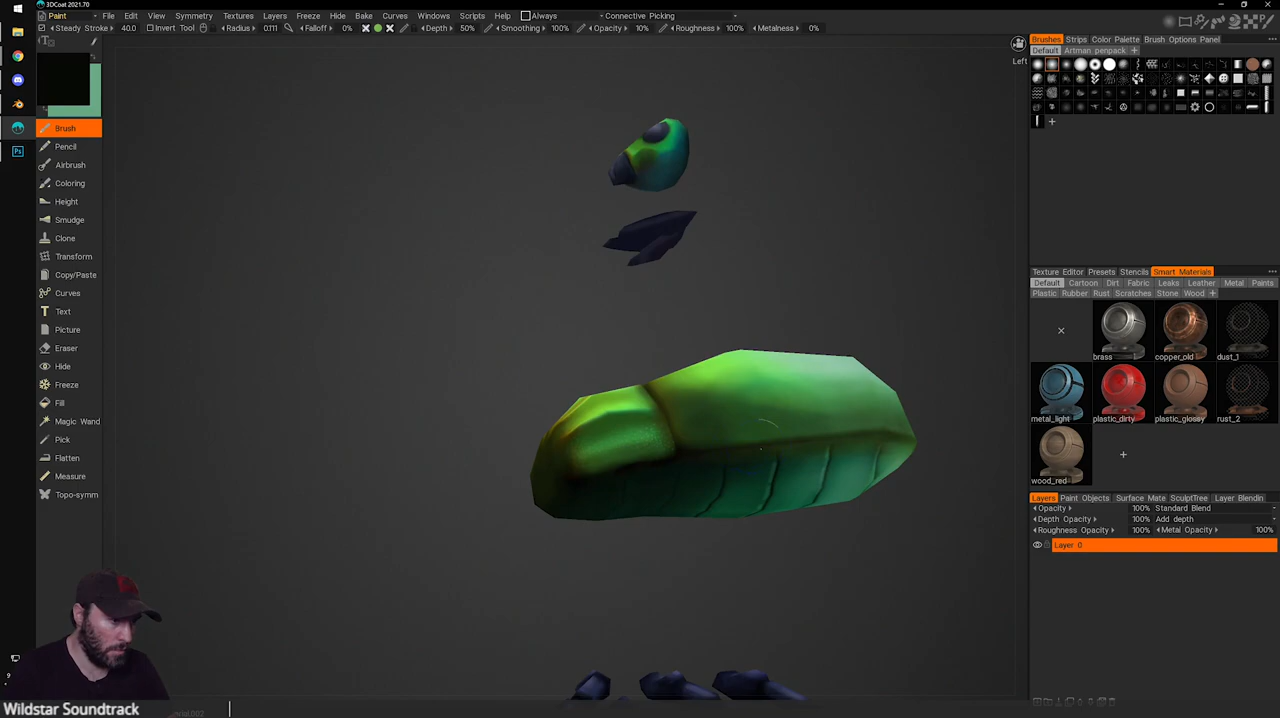 3DCoat 2021.70
Paint File Edit View Symmetry Textures Layers Freeze Hide Bake Curves Windows Scripts Help Always Connective Picking
Steady Stroke 40.0 Invert Tool Radius 0.111 Falloff 0% Depth 50% Smoothing 100% Opacity 10% Roughness 100% Metalness 0%
Left
Brush
Pencil
Airbrush
Coloring
Height
Smudge
Clone
Transform
Copy/Paste
Curves
Text
Picture
Eraser
Hide
Freeze
Fill
Magic Wand
Pick
Flatten
Measure
Topo-symm
Brushes Strips Color Palette Brush Options Panel
Default Artman penpack
Texture Editor Presets Stencils Smart Materials
Default Cartoon Dirt Fabric Leaks Leather Metal Paints
Plastic Rubber Rust Scratches Stone Wood
brass copper_old dust_1
metal_light plastic_dirty plastic_glossy rust_2
wood_red
Layers Paint Objects Surface Mate SculptTree Layer Blendin
Opacity 100% Standard Blend
Depth Opacity 100% Add depth
Roughness Opacity 100% Metal Opacity 100%
Layer 0
Ps
Wildstar Soundtrack